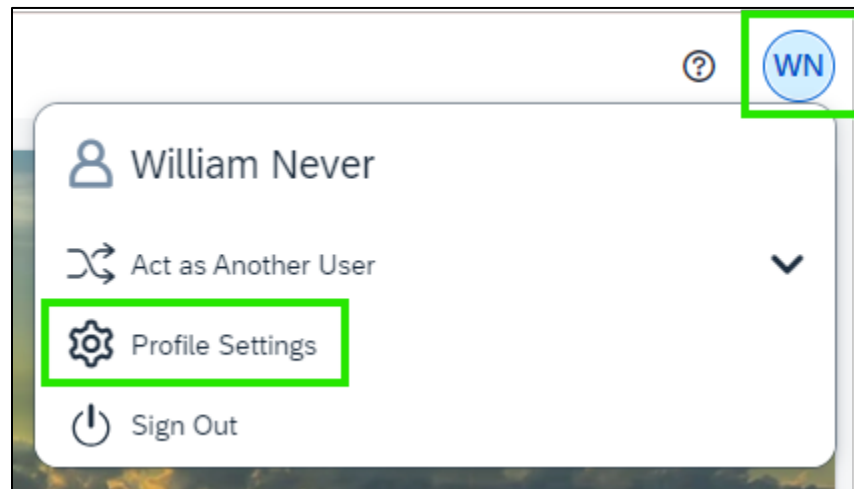 WN
William Never
Act as Another User
Profile Settings
Sign Out